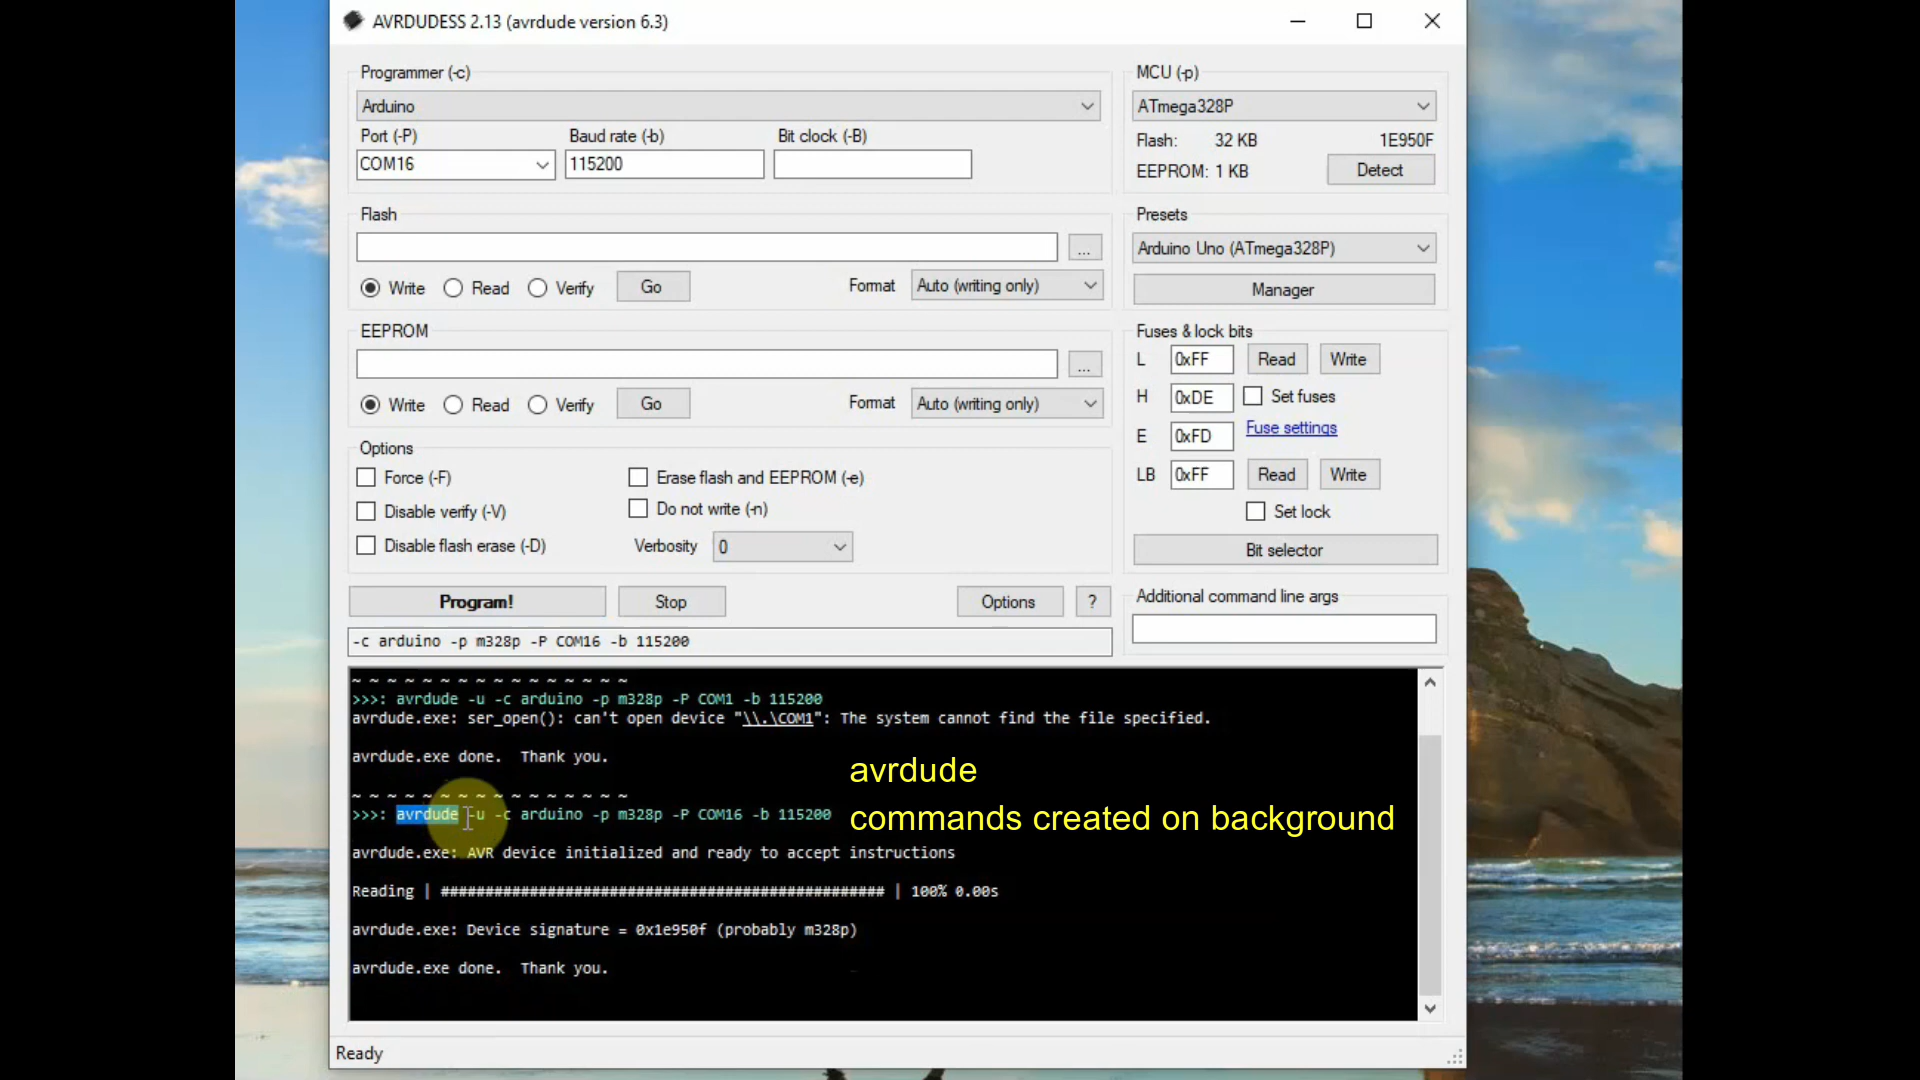 AVRDUDESS 2.13 (avrdude version 6.3)
Programmer (-c)
Arduino
Port (-P) Baud rate (-b) Bit clock (-B)
COM16 115200
MCU (-p)
ATmega328P
Flash: 32 KB 1E950F
EEPROM: 1 KB Detect
Flash
...
Write Read Verify Go Format Auto (writing only)
Presets
Arduino Uno (ATmega328P)
Manager
EEPROM
...
Write Read Verify Go Format Auto (writing only)
Fuses & lock bits
L 0xFF Read Write
H 0xDE Set fuses
E 0xFD Fuse settings
LB 0xFF Read Write
Set lock
Bit selector
Options
Force (-F) Erase flash and EEPROM (-e)
Disable verify (-V) Do not write (-n)
Disable flash erase (-D) Verbosity 0
Program! Stop Options ?
Additional command line args
-c arduino -p m328p -P COM16 -b 115200
~ ~ ~ ~ ~ ~ ~ ~ ~ ~ ~ ~ ~ ~ ~ ~
>>>: avrdude -u -c arduino -p m328p -P COM1 -b 115200
avrdude.exe: ser_open(): can't open device "\\.\COM1": The system cannot find the file specified.
avrdude.exe done.  Thank you.
~ ~ ~ ~ ~ ~ ~ ~ ~ ~ ~ ~ ~ ~ ~ ~
>>>: avrdude -u -c arduino -p m328p -P COM16 -b 115200
avrdude.exe: AVR device initialized and ready to accept instructions
Reading | ################################################## | 100% 0.00s
avrdude.exe: Device signature = 0x1e950f (probably m328p)
avrdude.exe done.  Thank you.
avrdude
commands created on background
Ready